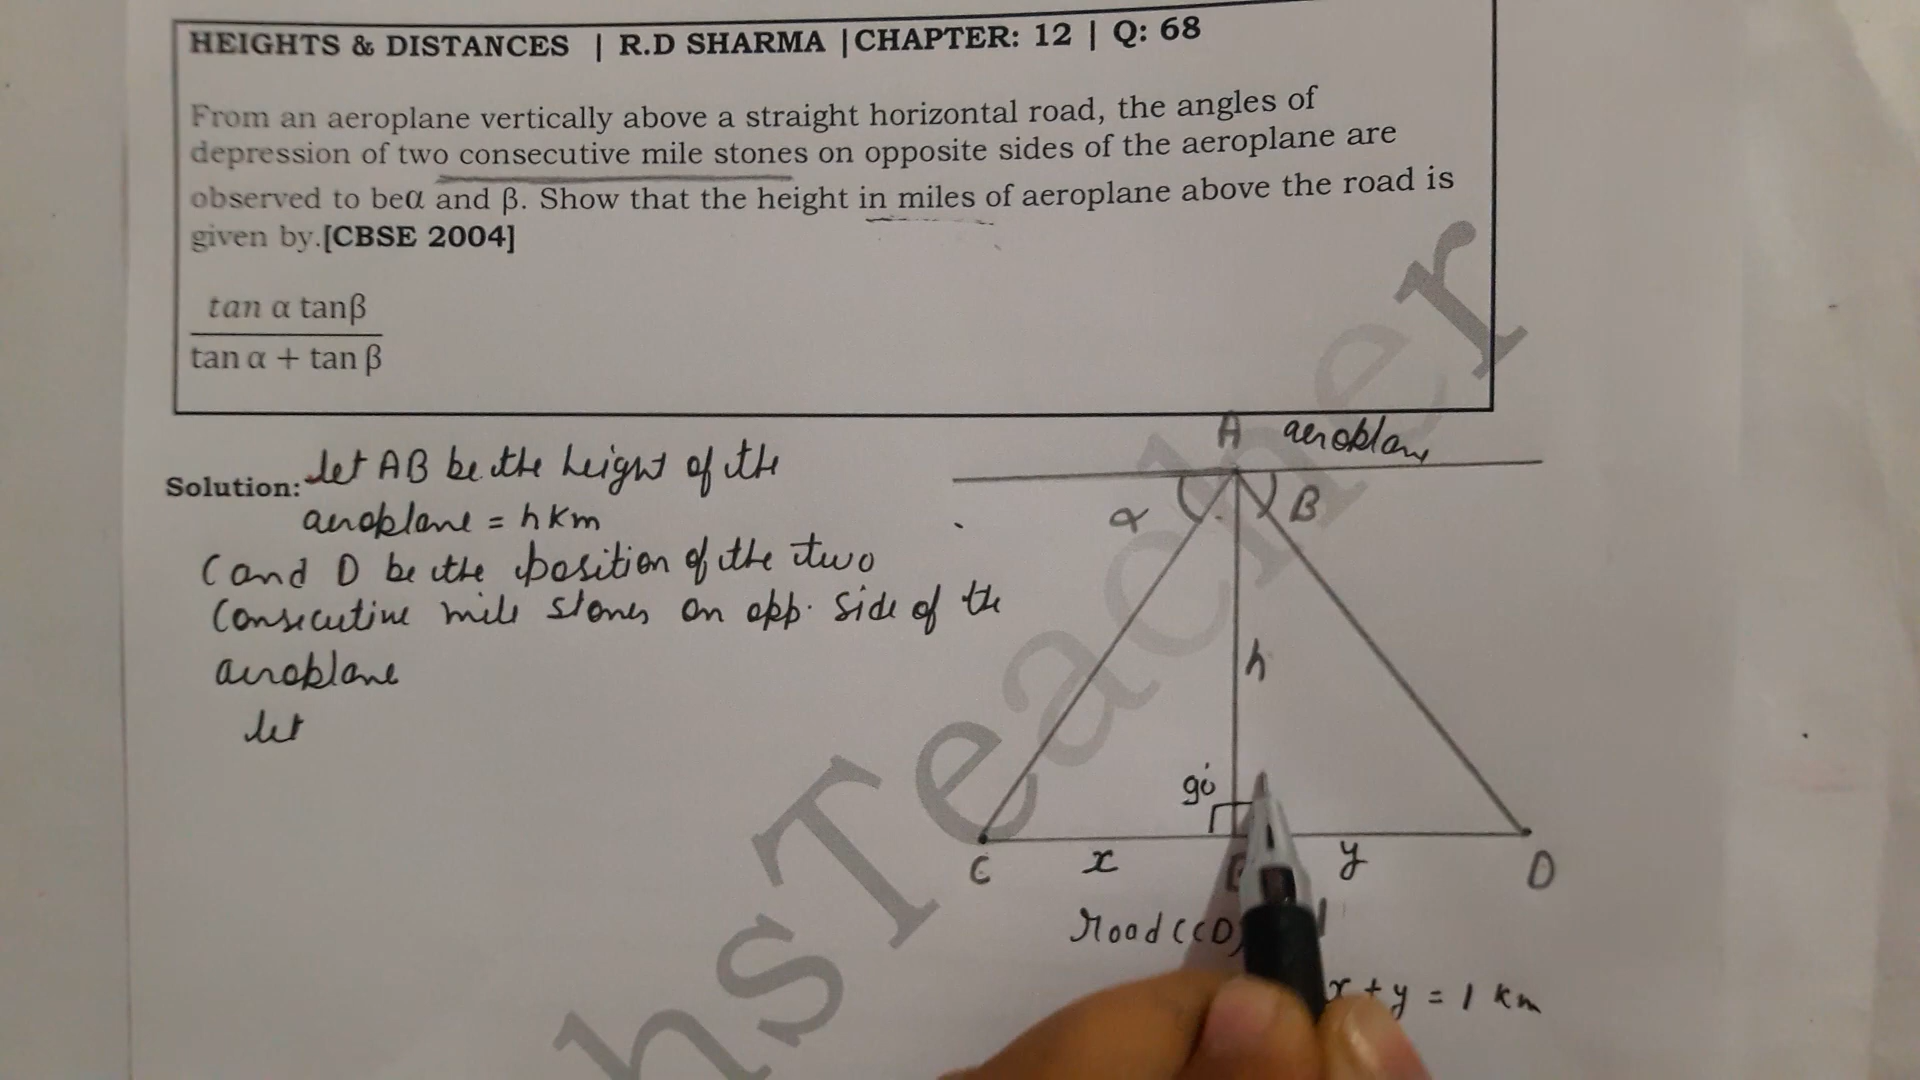 HEIGHTS & DISTANCES | R.D SHARMA | CHAPTER: 12 | Q: 68
From an aeroplane vertically above a straight horizontal road, the angles of
depression of two consecutive mile stones on opposite sides of the aeroplane are
observed to beα and β. Show that the height in miles of aeroplane above the road is
given by.[CBSE 2004]
tan α tanβ
tan α + tan β
Solution: let AB be the height of the
aeroplane = h km
C and D be the position of the two
Consecutive mile stones on opp. side of the
aeroplane
let
A aeroplan
α β
h
90°
C x y D
road (CD)
x + y = 1 km
hsTeacher